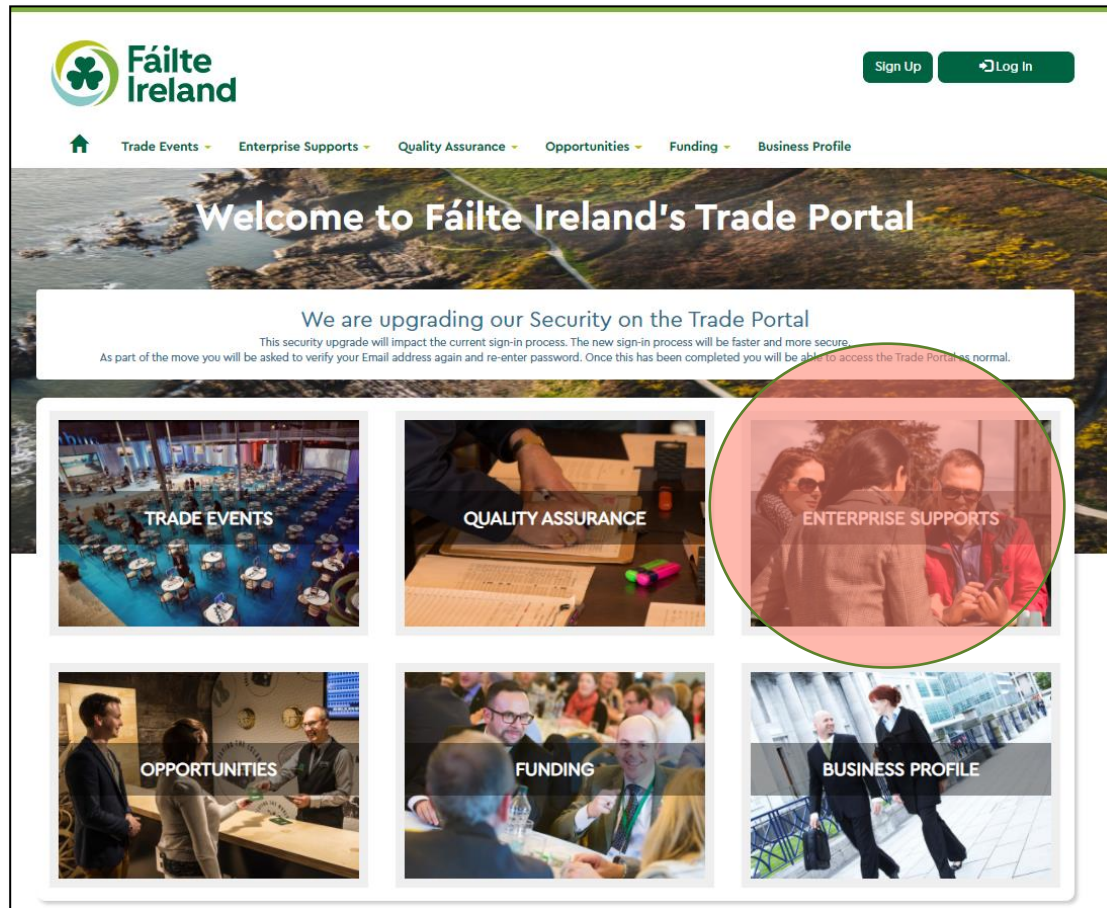 Fáilte
Ireland
Sign Up
Log In
Trade Events
Enterprise Supports
Quality Assurance
Opportunities
Funding
Business Profile
Welcome to Fáilte Ireland's Trade Portal
We are upgrading our Security on the Trade Portal
This security upgrade will impact the current sign-in process. The new sign-in process will be faster and more secure.
As part of the move you will be asked to verify your Email address again and re-enter password. Once this has been completed you will be able to access the Trade Portal as normal.
TRADE EVENTS
QUALITY ASSURANCE
ENTERPRISE SUPPORTS
OPPORTUNITIES
FUNDING
BUSINESS PROFILE